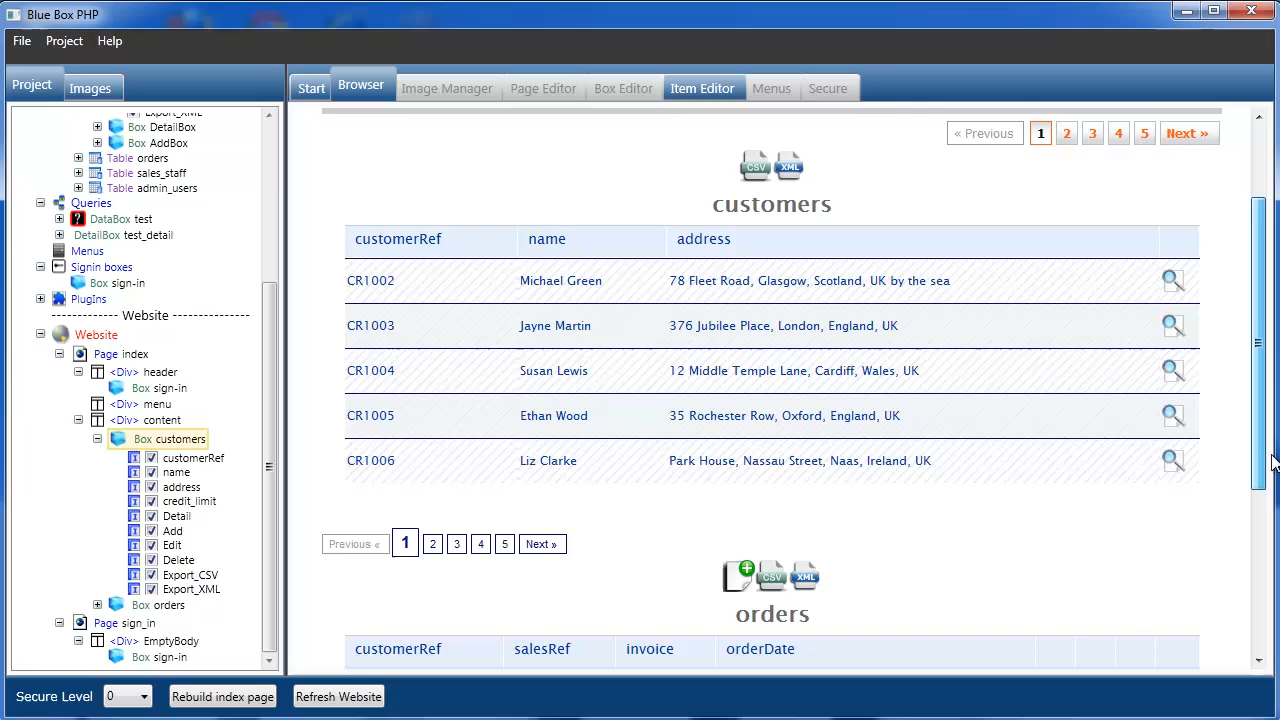 Blue Box PHP
File Project Help
Project Images
Start Browser Image Manager Page Editor Box Editor Item Editor Menus Secure
Export_XML
Box DetailBox
Box AddBox
Table orders
Table sales_staff
Table admin_users
Queries
DataBox test
DetailBox test_detail
Menus
Signin boxes
Box sign-in
PlugIns
Website
Website
Page index
<Div> header
Box sign-in
<Div> menu
<Div> content
Box customers
customerRef
name
address
credit_limit
Detail
Add
Edit
Delete
Export_CSV
Export_XML
Box orders
Page sign_in
<Div> EmptyBody
Box sign-in
« Previous 1 2 3 4 5 Next »
CSV XML
customers
customerRef name address
CR1002 Michael Green 78 Fleet Road, Glasgow, Scotland, UK by the sea
CR1003 Jayne Martin 376 Jubilee Place, London, England, UK
CR1004 Susan Lewis 12 Middle Temple Lane, Cardiff, Wales, UK
CR1005 Ethan Wood 35 Rochester Row, Oxford, England, UK
CR1006 Liz Clarke Park House, Nassau Street, Naas, Ireland, UK
Previous « 1 2 3 4 5 Next »
CSV XML
orders
customerRef salesRef invoice orderDate
Secure Level 0 Rebuild index page Refresh Website